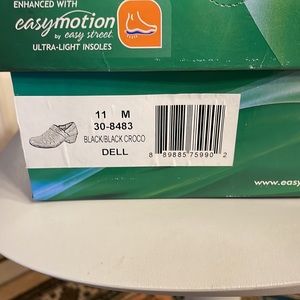 ENHANCED WITH
easymotion
by easy street
ULTRA-LIGHT INSOLES
11 M
30-8483
BLACK/BLACK CROCO
DELL
8 89885 75990 2
www.easy